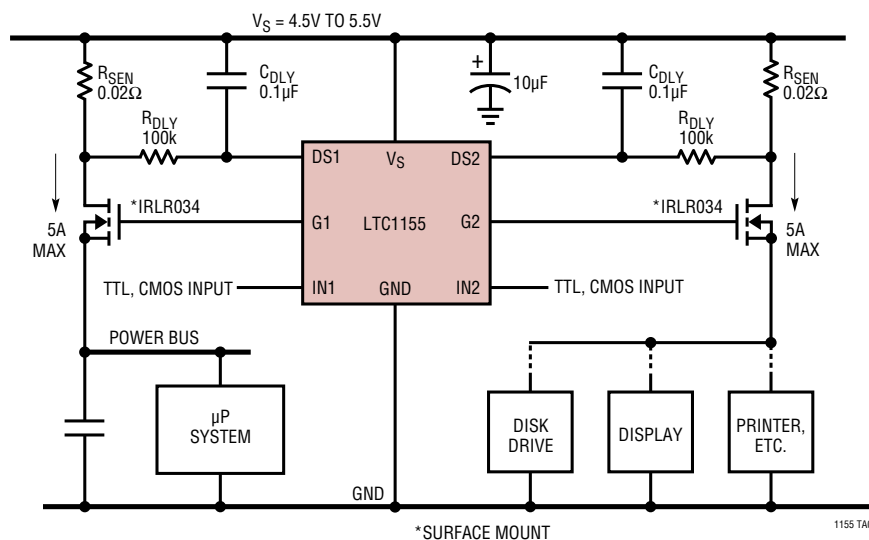 V_S = 4.5V TO 5.5V
R_SEN
0.02Ω
C_DLY
0.1µF
R_DLY
100k
+
10µF
C_DLY
0.1µF
R_DLY
100k
R_SEN
0.02Ω
DS1
V_S
DS2
*IRLR034
G1
LTC1155
G2
*IRLR034
5A
MAX
5A
MAX
TTL, CMOS INPUT
IN1
GND
IN2
TTL, CMOS INPUT
POWER BUS
µP
SYSTEM
DISK
DRIVE
DISPLAY
PRINTER,
ETC.
GND
*SURFACE MOUNT
1155